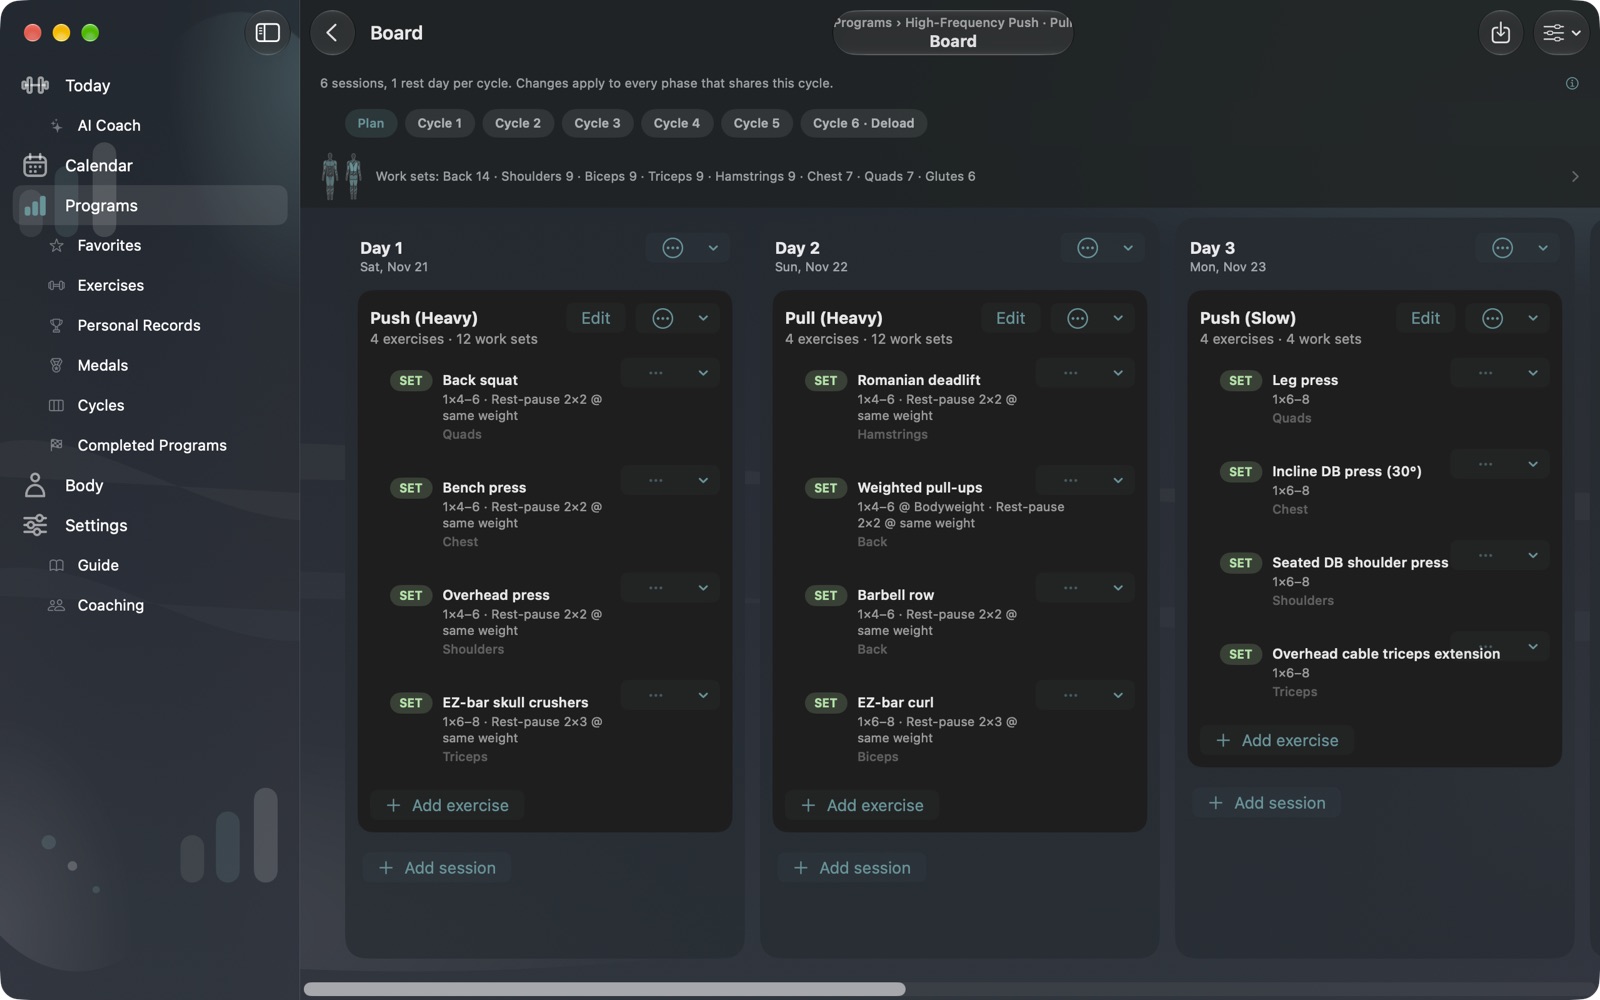 Board
Programs › High-Frequency Push · Pul
Board
Today
AI Coach
Calendar
Programs
Favorites
Exercises
Personal Records
Medals
Cycles
Completed Programs
Body
Settings
Guide
Coaching
6 sessions, 1 rest day per cycle. Changes apply to every phase that shares this cycle.
Plan
Cycle 1
Cycle 2
Cycle 3
Cycle 4
Cycle 5
Cycle 6 · Deload
Work sets: Back 14 · Shoulders 9 · Biceps 9 · Triceps 9 · Hamstrings 9 · Chest 7 · Quads 7 · Glutes 6
Day 1
Sat, Nov 21
Push (Heavy)
Edit
4 exercises · 12 work sets
SET
Back squat
1×4–6 · Rest-pause 2×2 @
same weight
Quads
SET
Bench press
1×4–6 · Rest-pause 2×2 @
same weight
Chest
SET
Overhead press
1×4–6 · Rest-pause 2×2 @
same weight
Shoulders
SET
EZ-bar skull crushers
1×6–8 · Rest-pause 2×3 @
same weight
Triceps
+ Add exercise
+ Add session
Day 2
Sun, Nov 22
Pull (Heavy)
Edit
4 exercises · 12 work sets
SET
Romanian deadlift
1×4–6 · Rest-pause 2×2 @
same weight
Hamstrings
SET
Weighted pull-ups
1×4–6 @ Bodyweight · Rest-pause
2×2 @ same weight
Back
SET
Barbell row
1×4–6 · Rest-pause 2×2 @
same weight
Back
SET
EZ-bar curl
1×6–8 · Rest-pause 2×3 @
same weight
Biceps
+ Add exercise
+ Add session
Day 3
Mon, Nov 23
Push (Slow)
Edit
4 exercises · 4 work sets
SET
Leg press
1×6–8
Quads
SET
Incline DB press (30°)
1×6–8
Chest
SET
Seated DB shoulder press
1×6–8
Shoulders
SET
Overhead cable triceps extension
1×6–8
Triceps
+ Add exercise
+ Add session